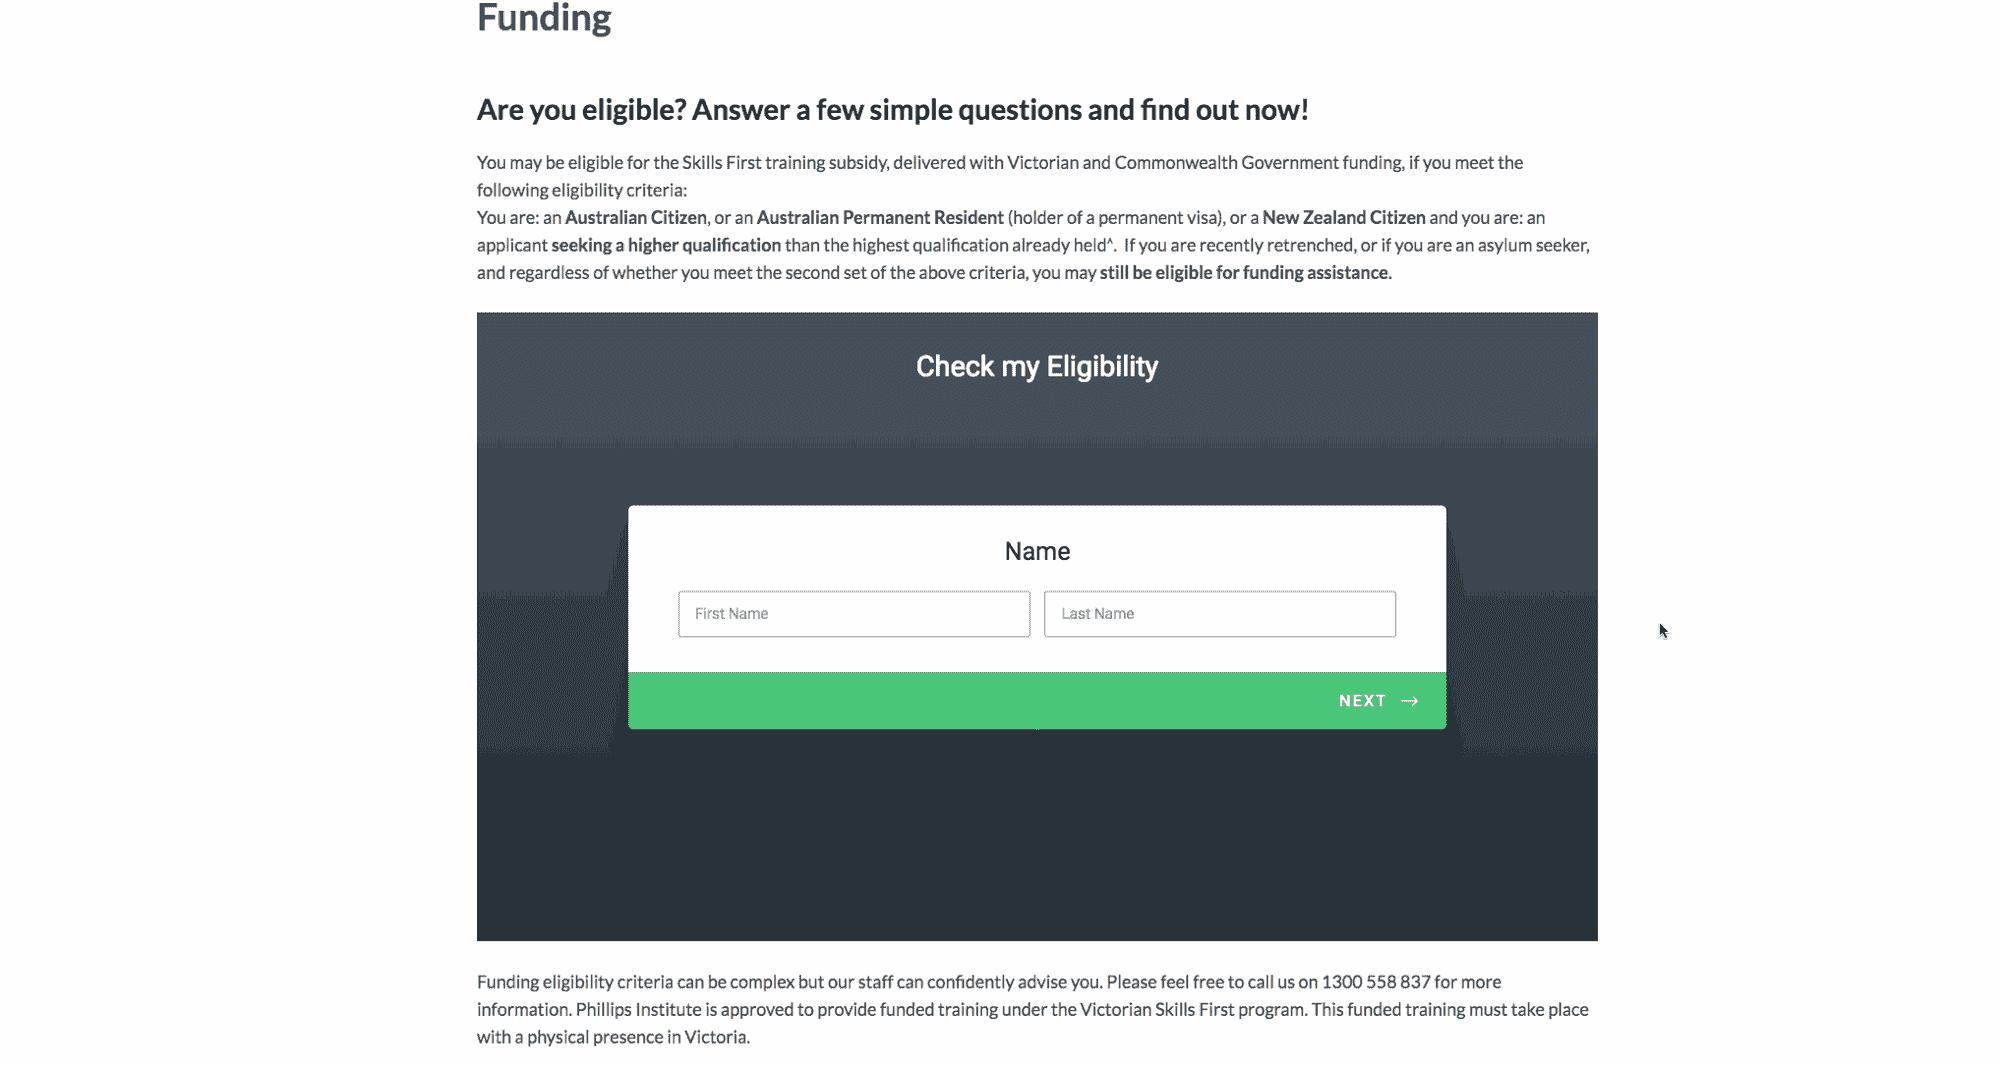 Funding
Are you eligible? Answer a few simple questions and find out now!
You may be eligible for the Skills First training subsidy, delivered with Victorian and Commonwealth Government funding, if you meet the
following eligibility criteria:
You are: an Australian Citizen, or an Australian Permanent Resident (holder of a permanent visa), or a New Zealand Citizen and you are: an
applicant seeking a higher qualification than the highest qualification already held^. If you are recently retrenched, or if you are an asylum seeker,
and regardless of whether you meet the second set of the above criteria, you may still be eligible for funding assistance.
Check my Eligibility
Name
First Name Last Name
NEXT →
Funding eligibility criteria can be complex but our staff can confidently advise you. Please feel free to call us on 1300 558 837 for more
information. Phillips Institute is approved to provide funded training under the Victorian Skills First program. This funded training must take place
with a physical presence in Victoria.